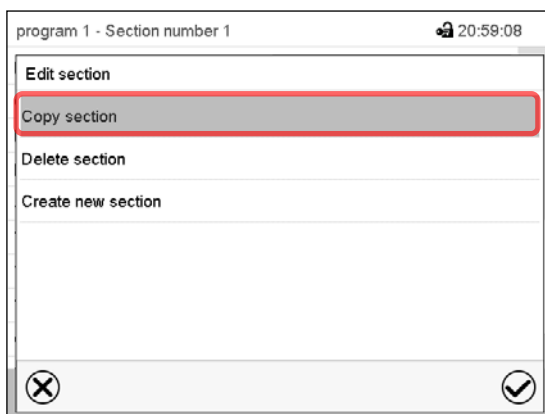 program 1 - Section number 1 20:59:08
Edit section
Copy section
Delete section
Create new section